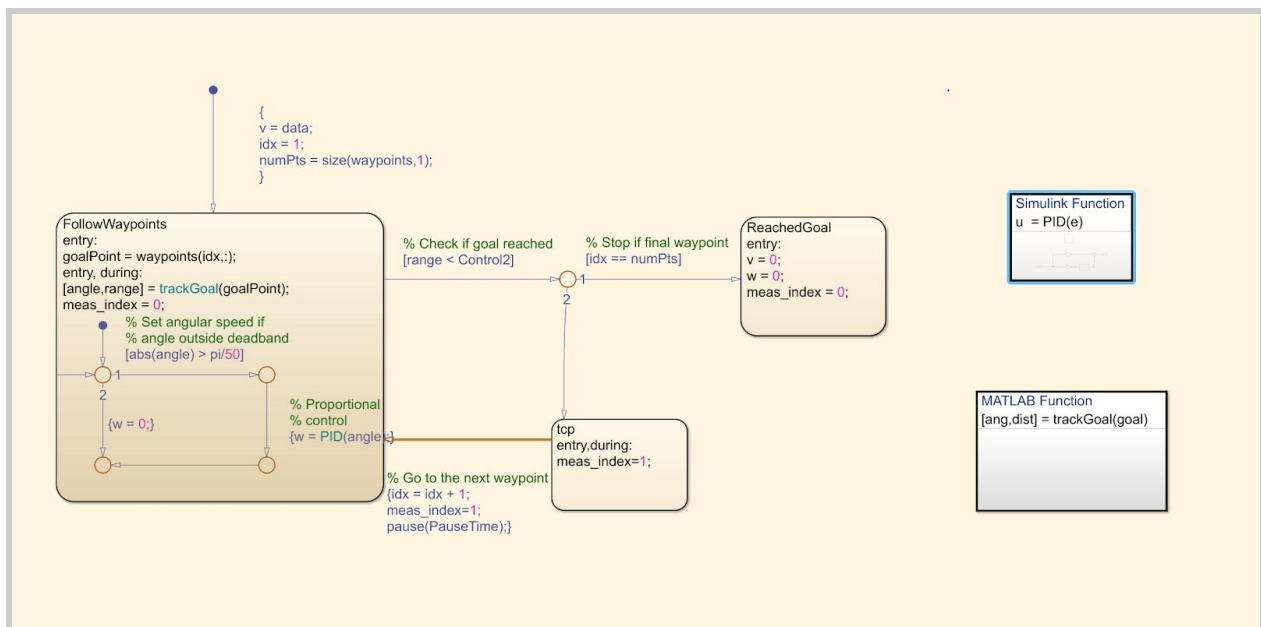 {
v = data;
idx = 1;
numPts = size(waypoints,1);
}
FollowWaypoints
entry:
goalPoint = waypoints(idx,:);
entry, during:
[angle,range] = trackGoal(goalPoint);
meas_index = 0;
% Set angular speed if
% angle outside deadband
[abs(angle) > pi/50]
1
2
{w = 0;}
% Proportional
% control
{w = PID(angle;}
% Check if goal reached
[range < Control2]
1
2
% Stop if final waypoint
[idx == numPts]
ReachedGoal
entry:
v = 0;
w = 0;
meas_index = 0;
tcp
entry,during:
meas_index=1;
% Go to the next waypoint
{idx = idx + 1;
meas_index=1;
pause(PauseTime);}
Simulink Function
u = PID(e)
MATLAB Function
[ang,dist] = trackGoal(goal)